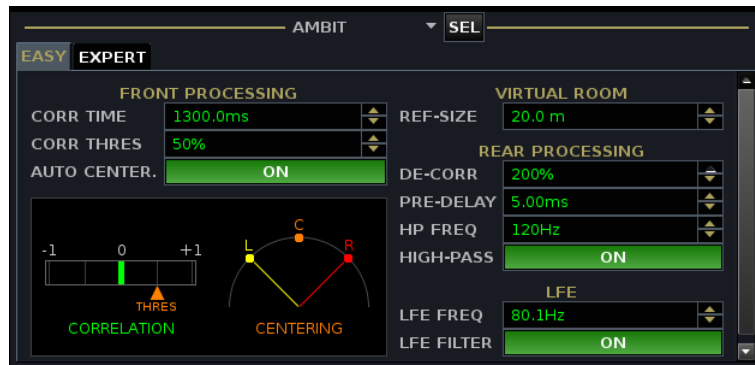 AMBIT SEL
EASY EXPERT
FRONT PROCESSING
CORR TIME 1300.0ms
CORR THRES 50%
AUTO CENTER. ON
-1 0 +1
THRES
CORRELATION
L C R
CENTERING
VIRTUAL ROOM
REF-SIZE 20.0 m
REAR PROCESSING
DE-CORR 200%
PRE-DELAY 5.00ms
HP FREQ 120Hz
HIGH-PASS ON
LFE
LFE FREQ 80.1Hz
LFE FILTER ON